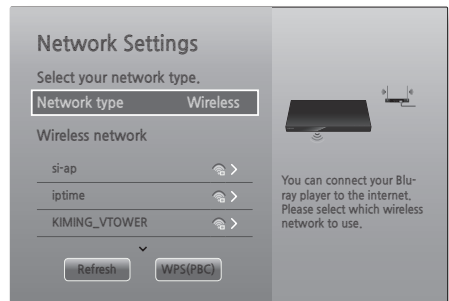 Network Settings
Select your network type.
Network type Wireless
Wireless network
si-ap
iptime
KIMING_VTOWER
Refresh WPS(PBC)
You can connect your Blu-
ray player to the internet.
Please select which wireless
network to use.